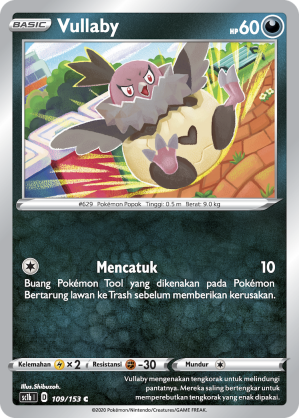 BASIC Vullaby HP60
#629 Pokémon Popok Tinggi: 0.5 m Berat: 9.0 kg
Mencatuk 10
Buang Pokémon Tool yang dikenakan pada Pokémon
Bertarung lawan ke Trash sebelum memberikan kerusakan.
Kelemahan ×2 Resistansi -30 Mundur
Illus.Shibuzoh.
sc1b I D 109/153 C
Vullaby mengenakan tengkorak untuk melindungi
pantatnya. Mereka saling bertengkar untuk
memperebutkan tengkorak yang enak dipakai.
©2020 Pokémon/Nintendo/Creatures/GAME FREAK.